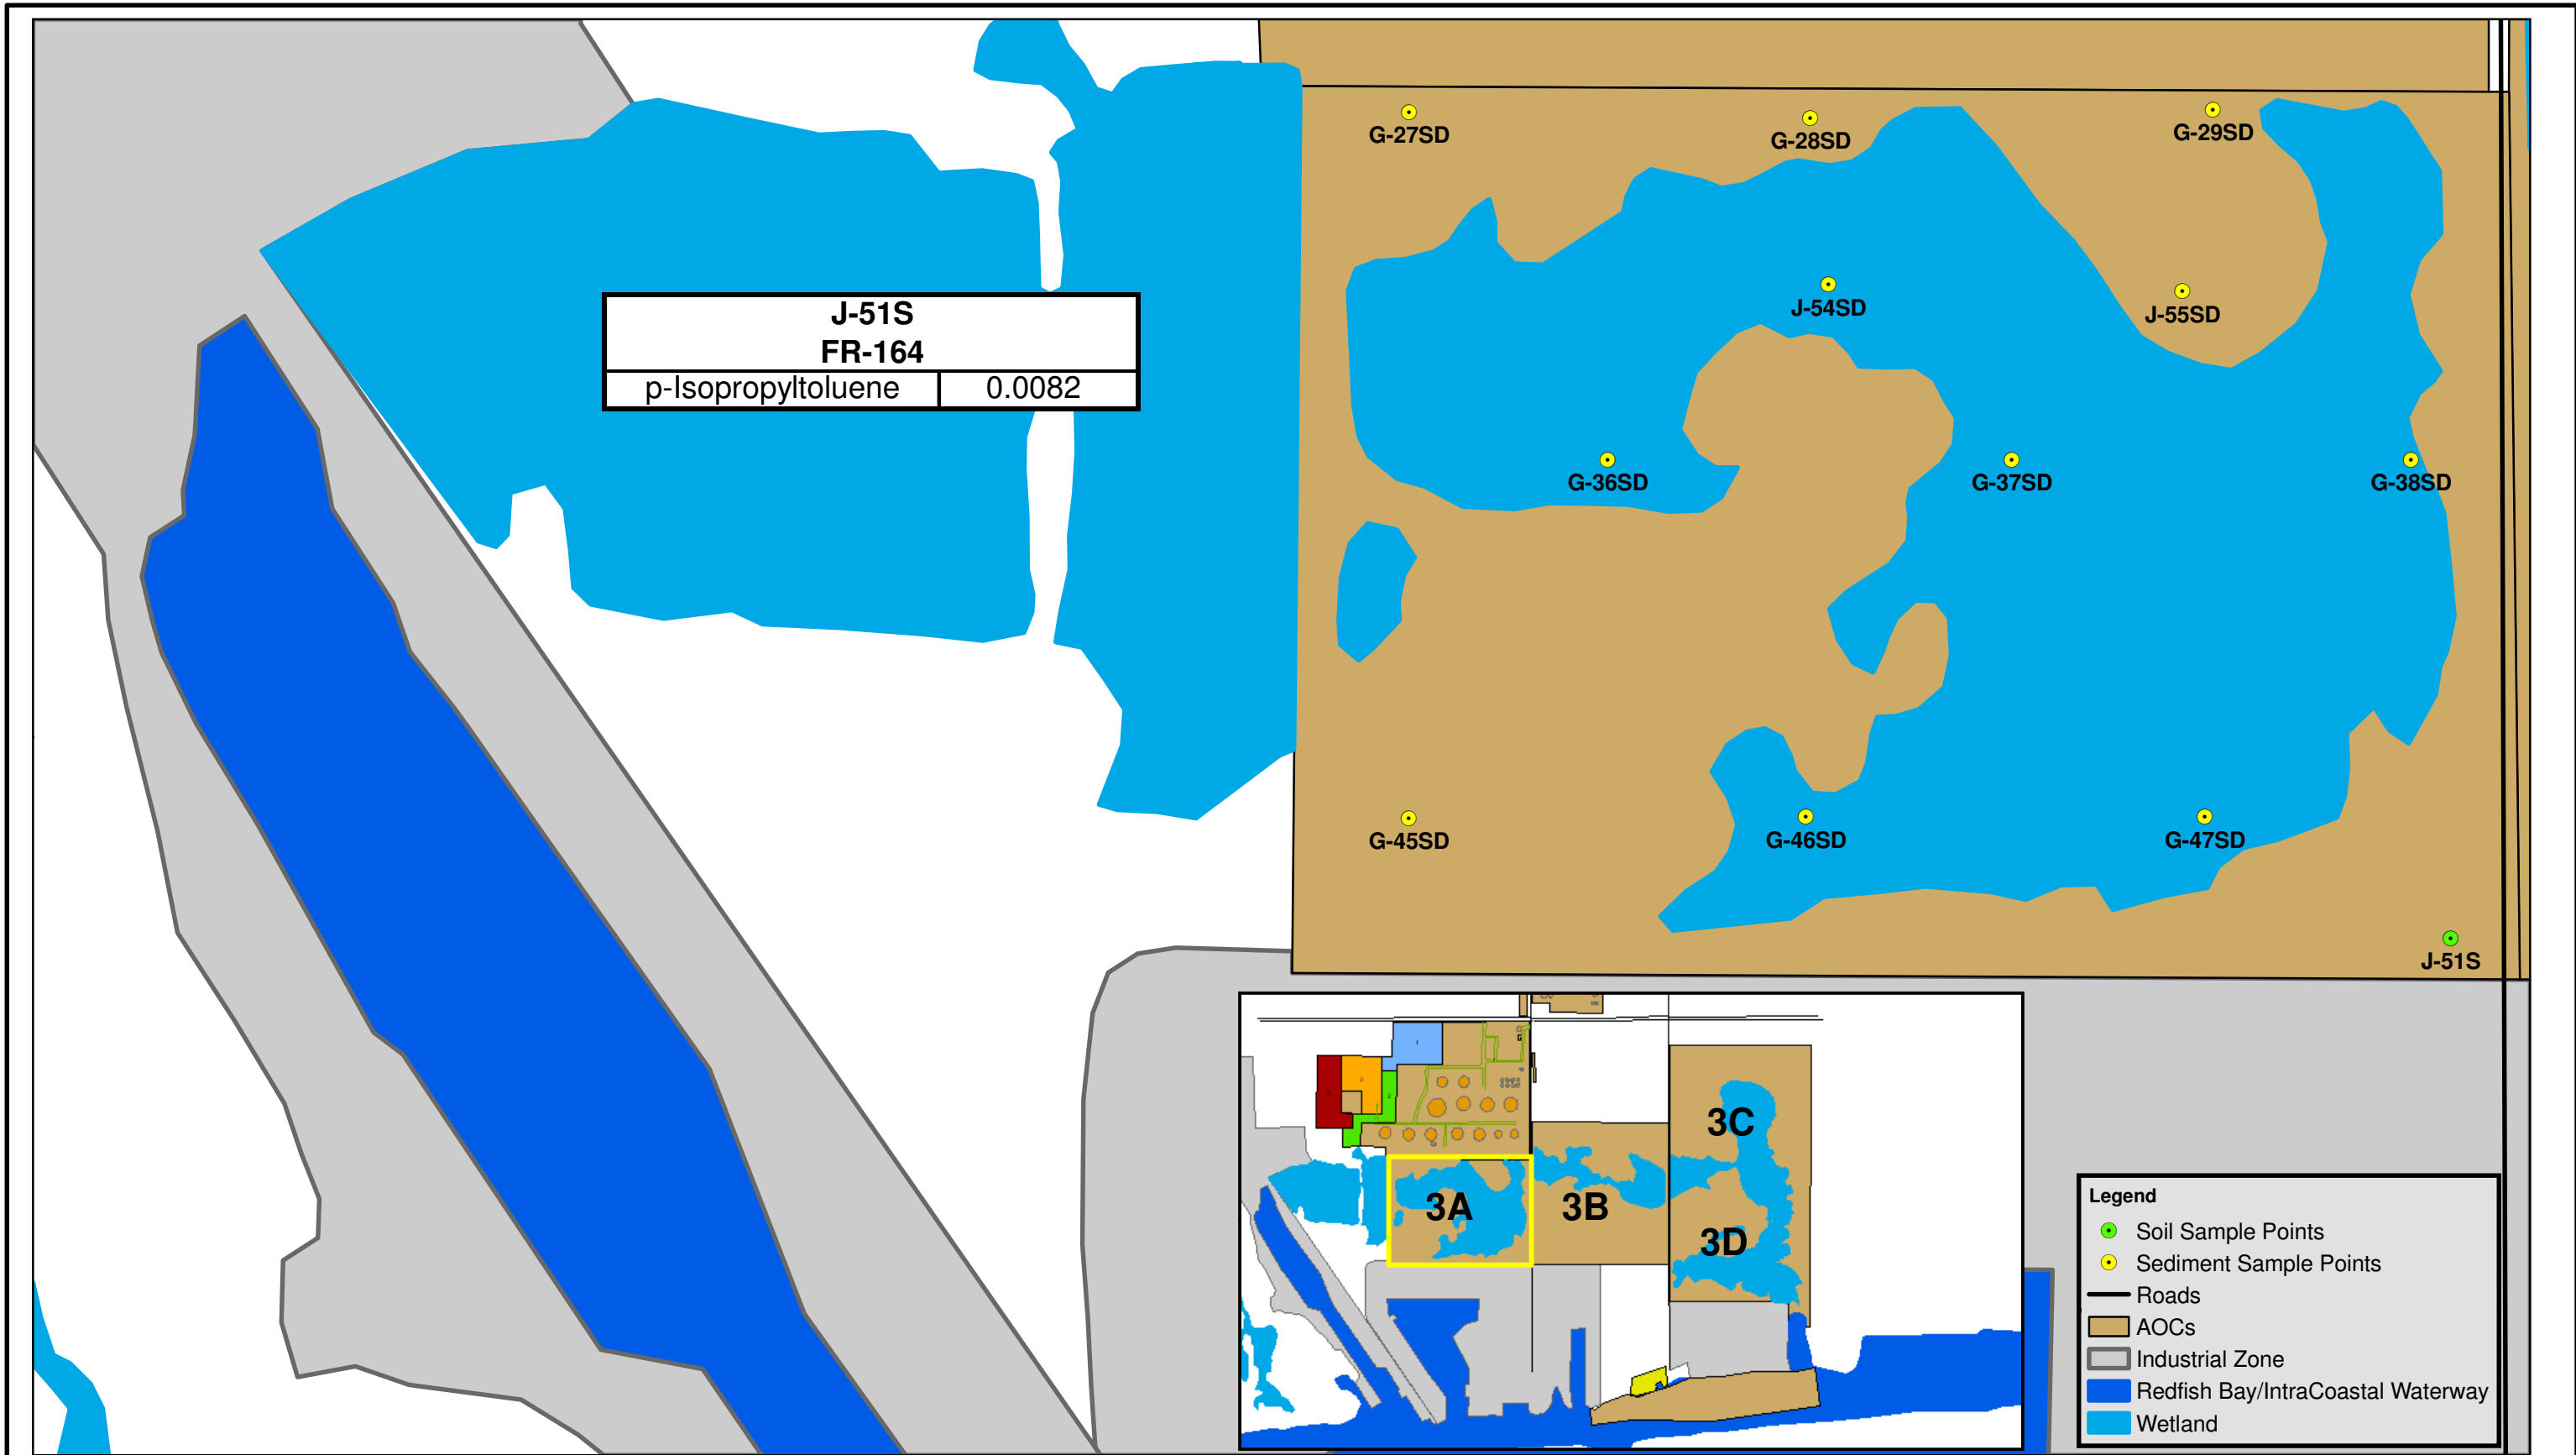 G-27SD
G-28SD
G-29SD
J-51S
FR-164
p-Isopropyltoluene 0.0082
J-54SD
J-55SD
G-36SD
G-37SD
G-38SD
G-45SD
G-46SD
G-47SD
J-51S
3C
3A
3B
3D
Legend
Soil Sample Points
Sediment Sample Points
Roads
AOCs
Industrial Zone
Redfish Bay/IntraCoastal Waterway
Wetland